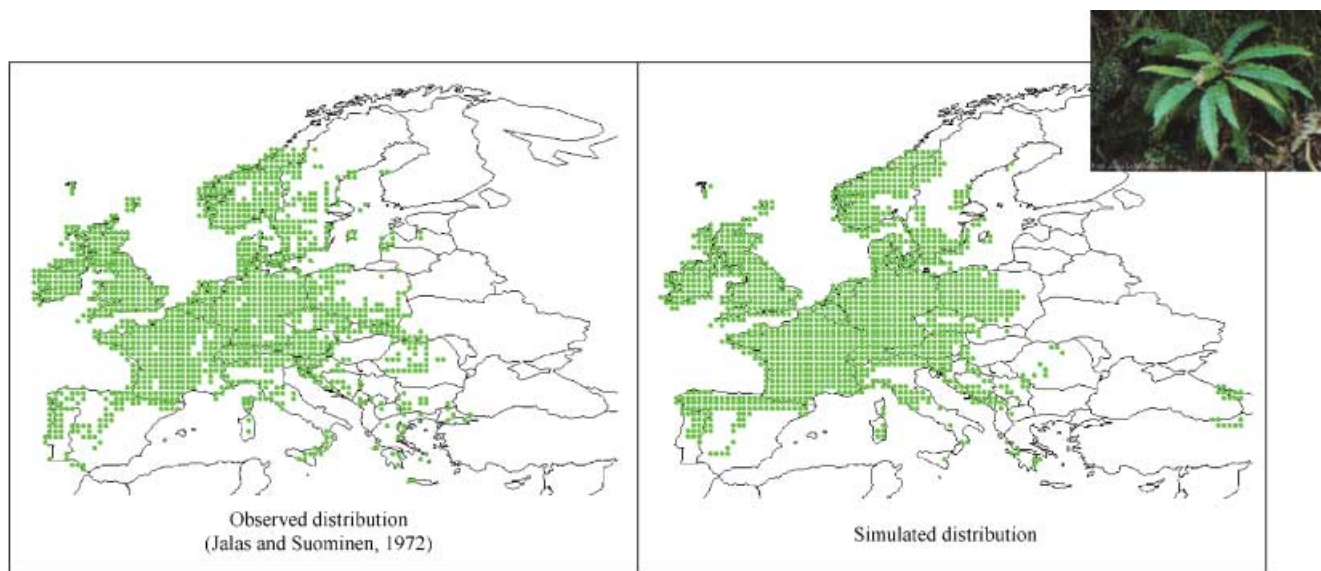 Observed distribution
(Jalas and Suominen, 1972)
Simulated distribution